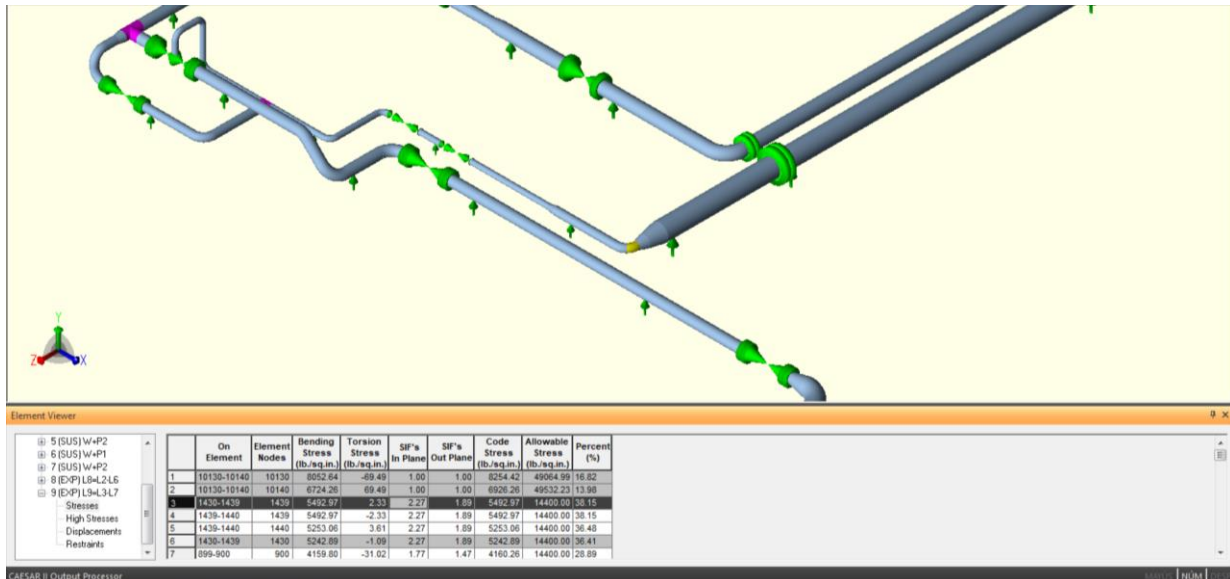 Y
Z X
Element Viewer
5 (SUS) W+P2
6 (SUS) W+P1
7 (SUS) W+P2
8 (EXP) L8=L2-L6
9 (EXP) L9=L3-L7
Stresses
High Stresses
Displacements
Restraints
On Element Element Nodes Bending Stress (lb./sq.in.) Torsion Stress (lb./sq.in.) SIF's In Plane SIF's Out Plane Code Stress (lb./sq.in.) Allowable Stress (lb./sq.in.) Percent (%)
1 10130-10140 10130 8052.64 -69.49 1.00 1.00 8254.42 49064.99 16.82
2 10130-10140 10140 6724.26 69.49 1.00 1.00 6926.26 49532.23 13.98
3 1430-1439 1439 5492.97 2.33 2.27 1.89 5492.97 14400.00 38.15
4 1439-1440 1439 5492.97 -2.33 2.27 1.89 5492.97 14400.00 38.15
5 1439-1440 1440 5253.06 3.61 2.27 1.89 5253.06 14400.00 36.48
6 1430-1439 1430 5242.89 -1.09 2.27 1.89 5242.89 14400.00 36.41
7 899-900 900 4159.80 -31.02 1.77 1.47 4160.26 14400.00 28.89
CAESAR II Output Processor NÚM